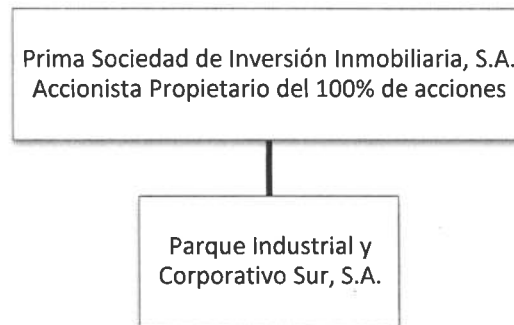 Prima Sociedad de Inversión Inmobiliaria, S.A.
Accionista Propietario del 100% de acciones
Parque Industrial y
Corporativo Sur, S.A.